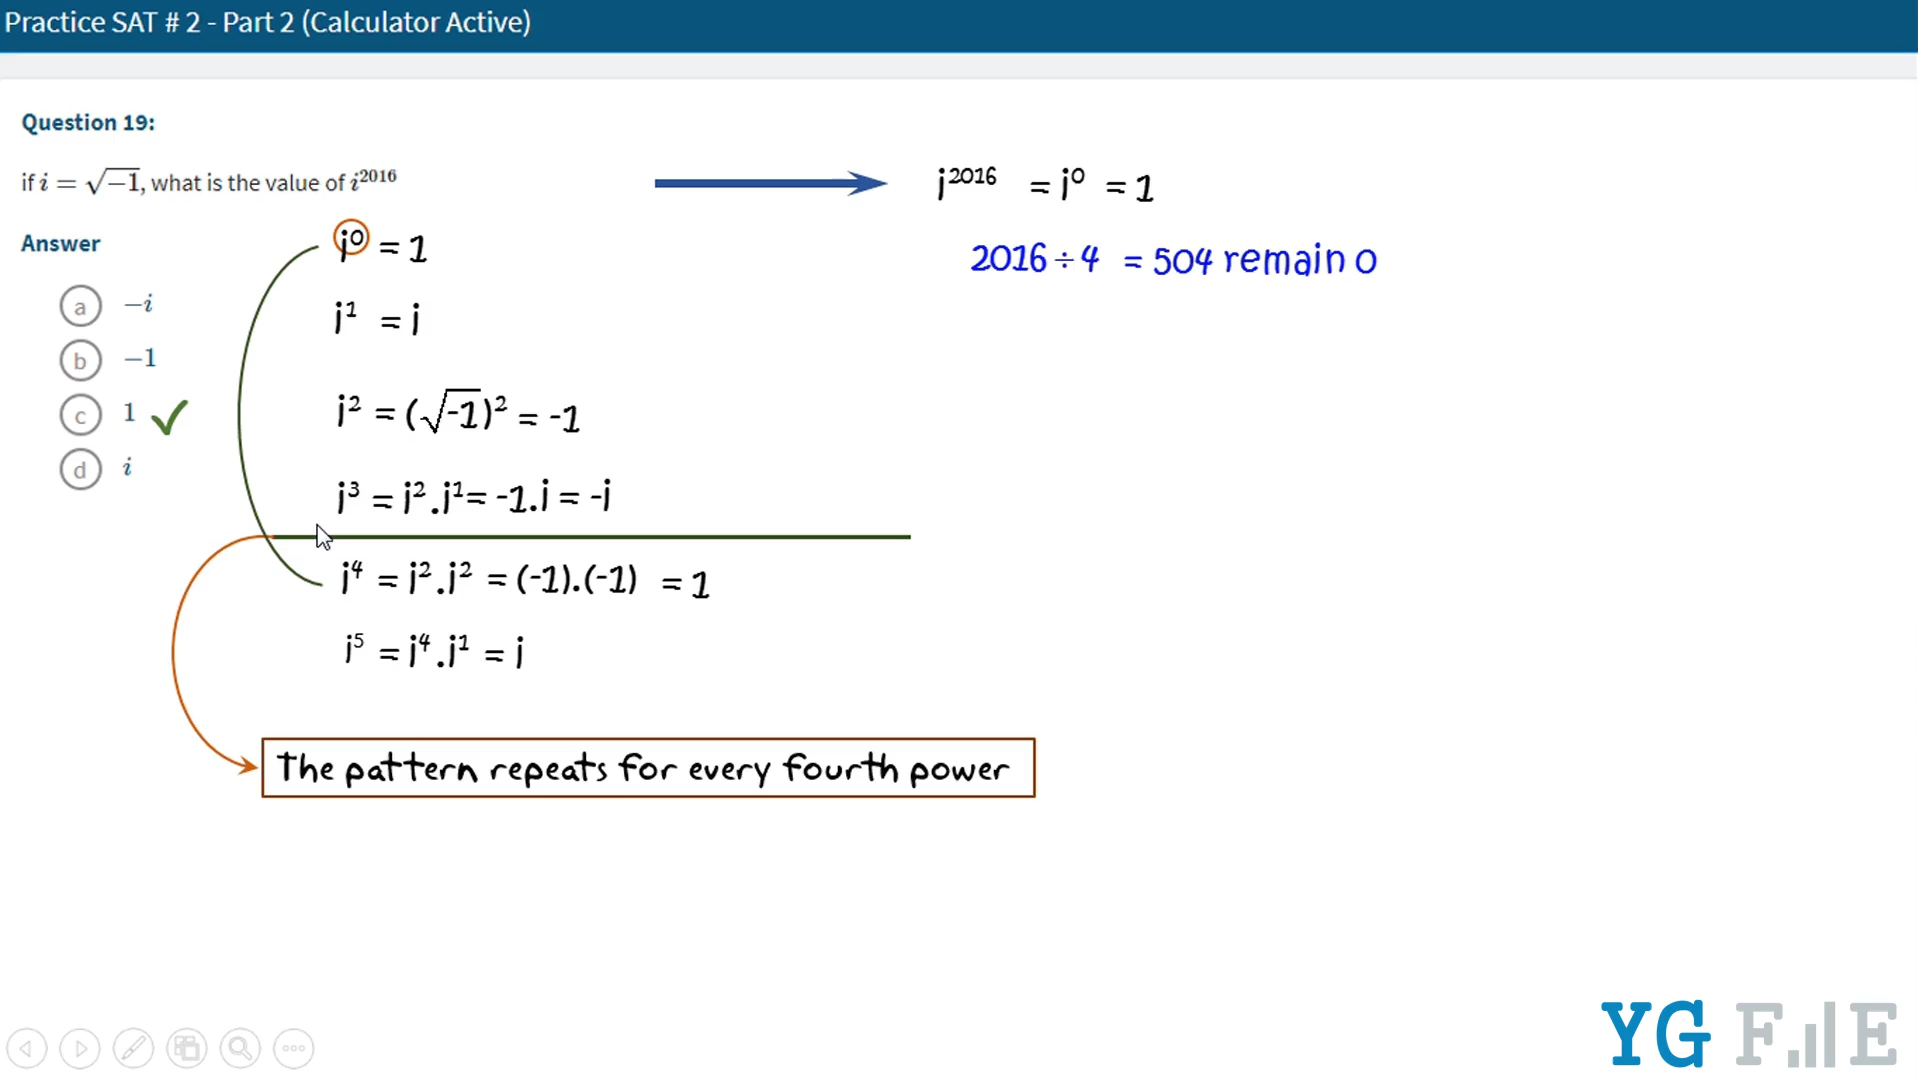 Practice SAT # 2 - Part 2 (Calculator Active)
Question 19:
if i = √−1, what is the value of i^2016
Answer
a −i
b −1
c 1 ✓
d i
i^0 = 1
i^1 = i
i^2 = (√-1)^2 = -1
i^3 = i^2.i^1= -1.i = -i
i^4 = i^2.i^2 = (-1).(-1) = 1
i^5 = i^4.i^1 = i
The pattern repeats for every fourth power
i^2016 = i^0 = 1
2016÷4 = 504 remain 0
YG FILE